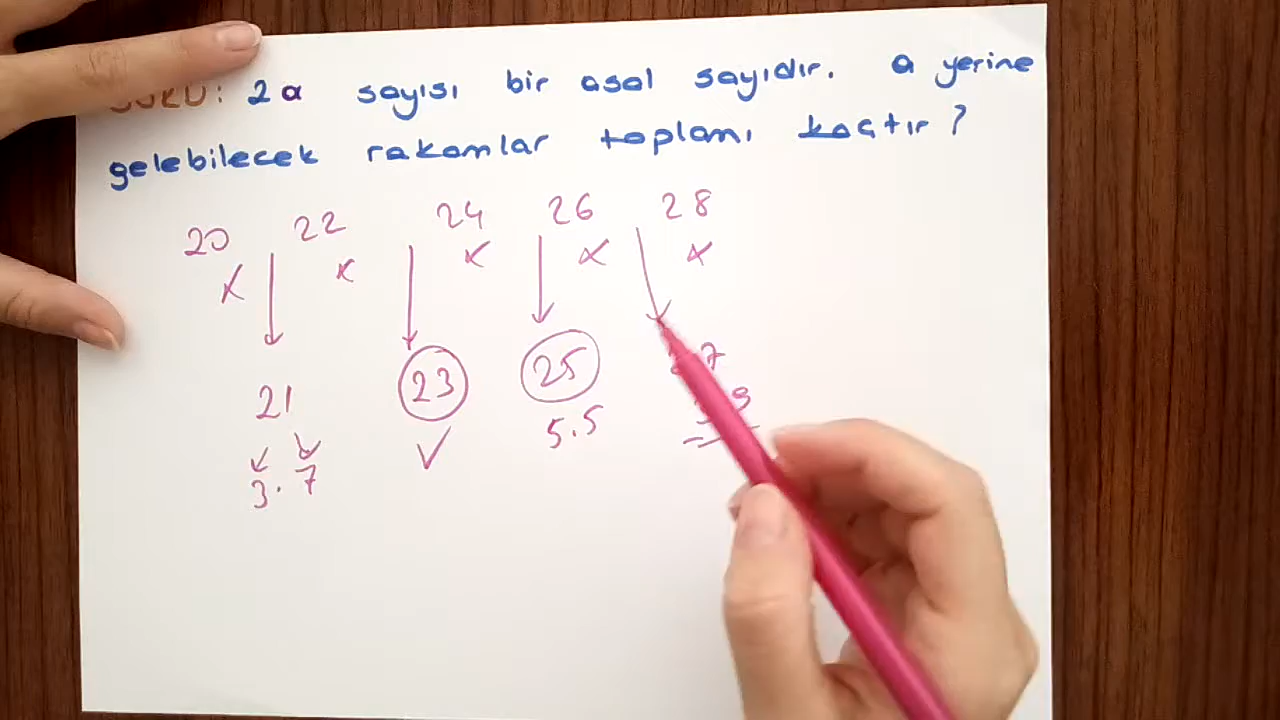 2a sayısı bir asal sayıdır. a yerine
gelebilecek rakamlar toplamı kaçtır?
20 22 24 26 28
x x x x x
21 23 25
3.7 ✓ 5.5